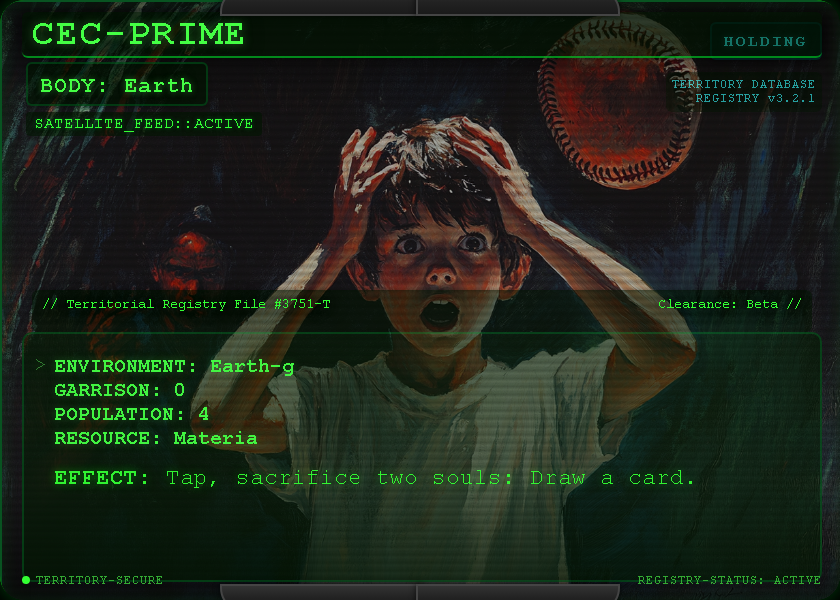 CEC-PRIME
HOLDING
BODY: Earth
TERRITORY DATABASE
REGISTRY v3.2.1
SATELLITE_FEED::ACTIVE
// Territorial Registry File #3751-T
Clearance: Beta //
> ENVIRONMENT: Earth-g
GARRISON: 0
POPULATION: 4
RESOURCE: Materia
EFFECT: Tap, sacrifice two souls: Draw a card.
TERRITORY-SECURE
REGISTRY-STATUS: ACTIVE